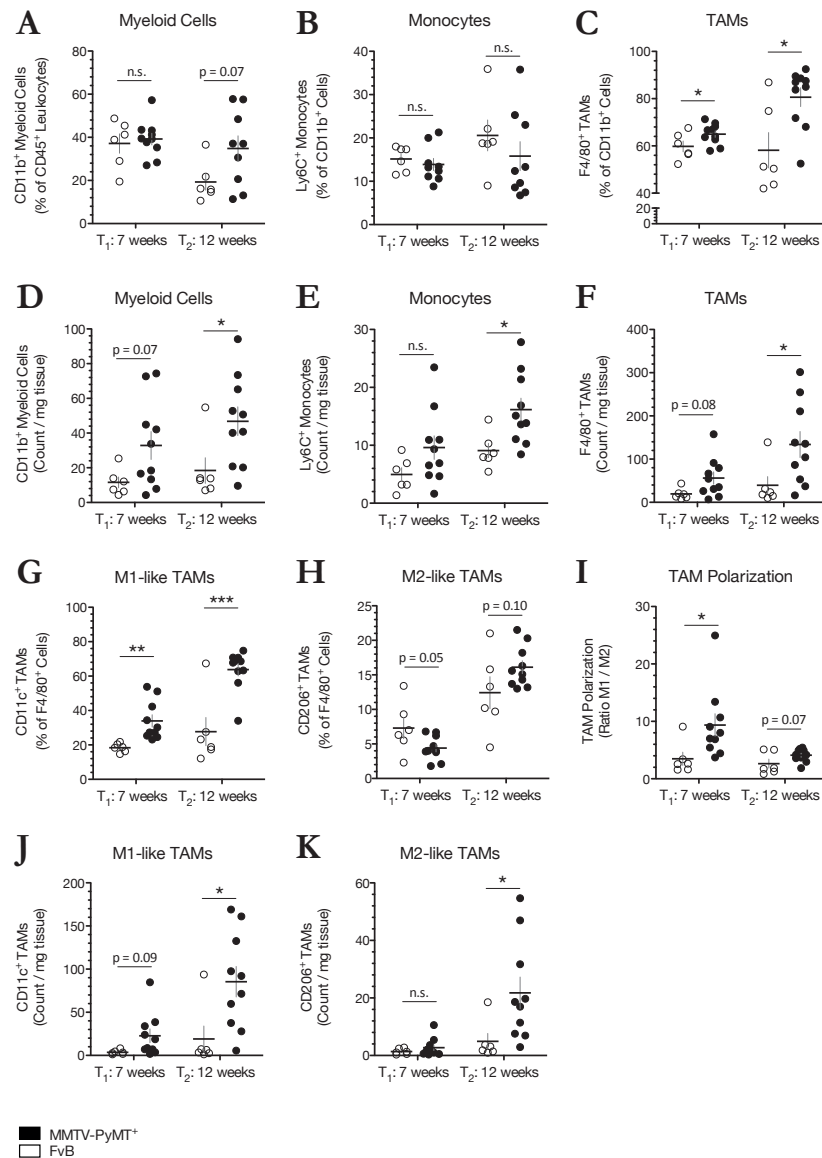 A
Myeloid Cells
CD11b⁺ Myeloid Cells
(% of CD45⁺ Leukocytes)
80
60
40
20
0
n.s.
p = 0.07
T₁: 7 weeks
T₂: 12 weeks
B
Monocytes
Ly6C⁺ Monocytes
(% of CD11b⁺ Cells)
40
30
20
10
0
n.s.
n.s.
T₁: 7 weeks
T₂: 12 weeks
C
TAMs
F4/80⁺ TAMs
(% of CD11b⁺ Cells)
100
80
60
40
20
20
0
*
*
T₁: 7 weeks
T₂: 12 weeks
D
Myeloid Cells
CD11b⁺ Myeloid Cells
(Count / mg tissue)
100
80
60
40
20
0
p = 0.07
*
T₁: 7 weeks
T₂: 12 weeks
E
Monocytes
Ly6C⁺ Monocytes
(Count / mg tissue)
30
20
10
0
n.s.
*
T₁: 7 weeks
T₂: 12 weeks
F
TAMs
F4/80⁺ TAMs
(Count / mg tissue)
400
300
200
100
0
p = 0.08
*
T₁: 7 weeks
T₂: 12 weeks
G
M1-like TAMs
CD11c⁺ TAMs
(% of F4/80⁺ Cells)
100
80
60
40
20
0
**
***
T₁: 7 weeks
T₂: 12 weeks
H
M2-like TAMs
CD206⁺ TAMs
(% of F4/80⁺ Cells)
25
20
15
10
5
0
p = 0.05
p = 0.10
T₁: 7 weeks
T₂: 12 weeks
I
TAM Polarization
TAM Polarization
(Ratio M1 / M2)
30
20
10
0
*
p = 0.07
T₁: 7 weeks
T₂: 12 weeks
J
M1-like TAMs
CD11c⁺ TAMs
(Count / mg tissue)
200
150
100
50
0
p = 0.09
*
T₁: 7 weeks
T₂: 12 weeks
K
M2-like TAMs
CD206⁺ TAMs
(Count / mg tissue)
60
40
20
0
n.s.
*
T₁: 7 weeks
T₂: 12 weeks
MMTV-PyMT⁺
FvB